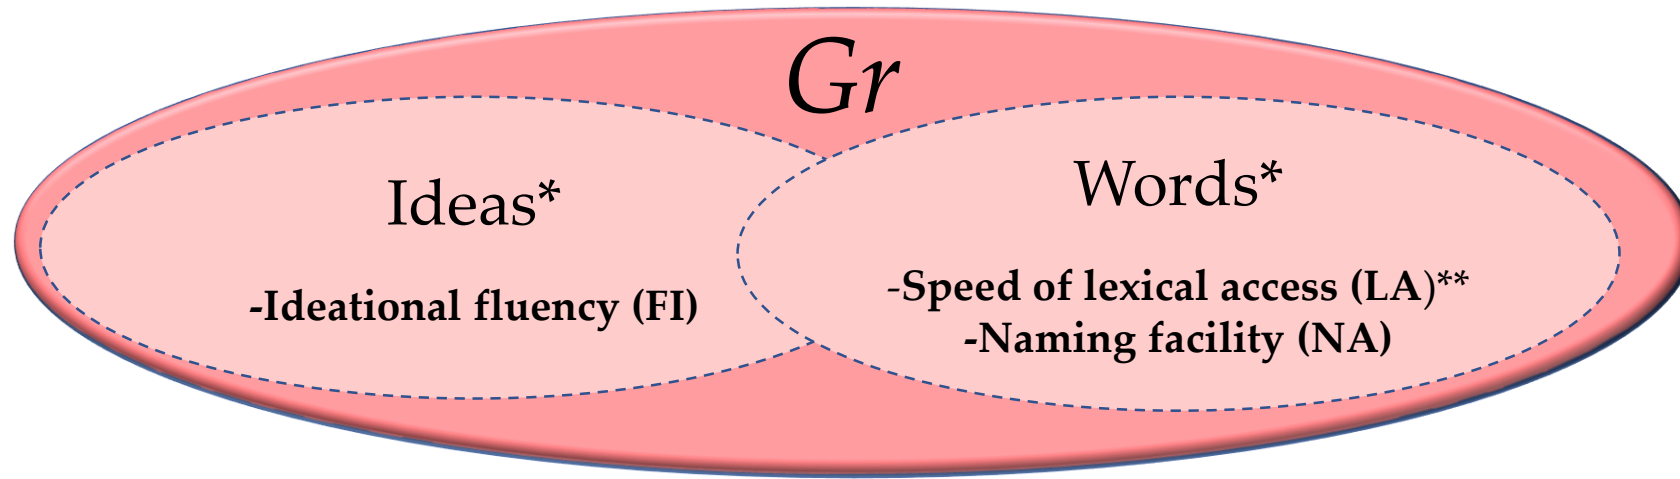 Gr
Ideas*
-Ideational fluency (FI)
Words*
-Speed of lexical access (LA)**
-Naming facility (NA)